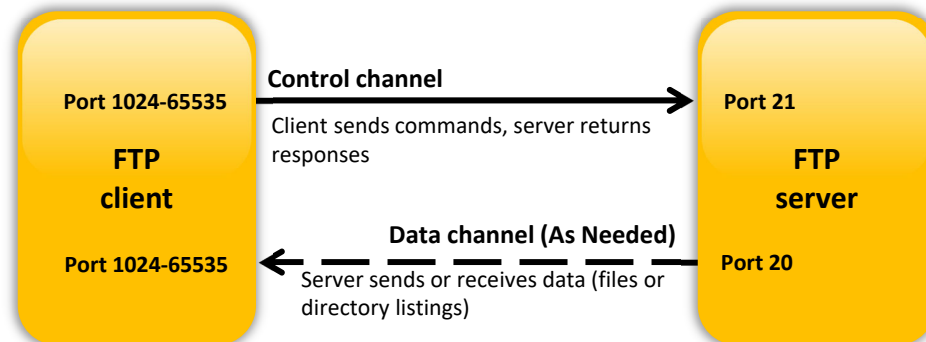 Control channel
Port 1024-65535
Port 21
Client sends commands, server returns
responses
FTP
client
FTP
server
Data channel (As Needed)
Port 1024-65535
Port 20
Server sends or receives data (files or
directory listings)